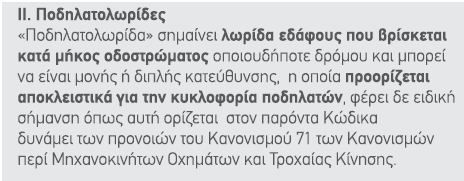 ΙΙ. Ποδηλατολωρίδες
«Ποδηλατολωρίδα» σημαίνει λωρίδα εδάφους που βρίσκεται
κατά μήκος οδοστρώματος οποιουδήποτε δρόμου και μπορεί
να είναι μονής ή διπλής κατεύθυνσης, η οποία προορίζεται
αποκλειστικά για την κυκλοφορία ποδηλατών, φέρει δε ειδική
σήμανση όπως αυτή ορίζεται στον παρόντα Κώδικα
δυνάμει των προνοιών του Κανονισμού 71 των Κανονισμών
περί Μηχανοκινήτων Οχημάτων και Τροχαίας Κίνησης.